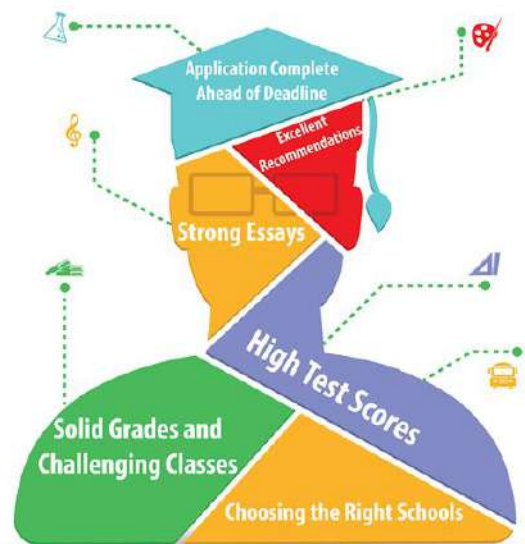 Application Complete
Ahead of Deadline
Excellent
Recommendations
Strong Essays
High Test Scores
Solid Grades and
Challenging Classes
Choosing the Right Schools